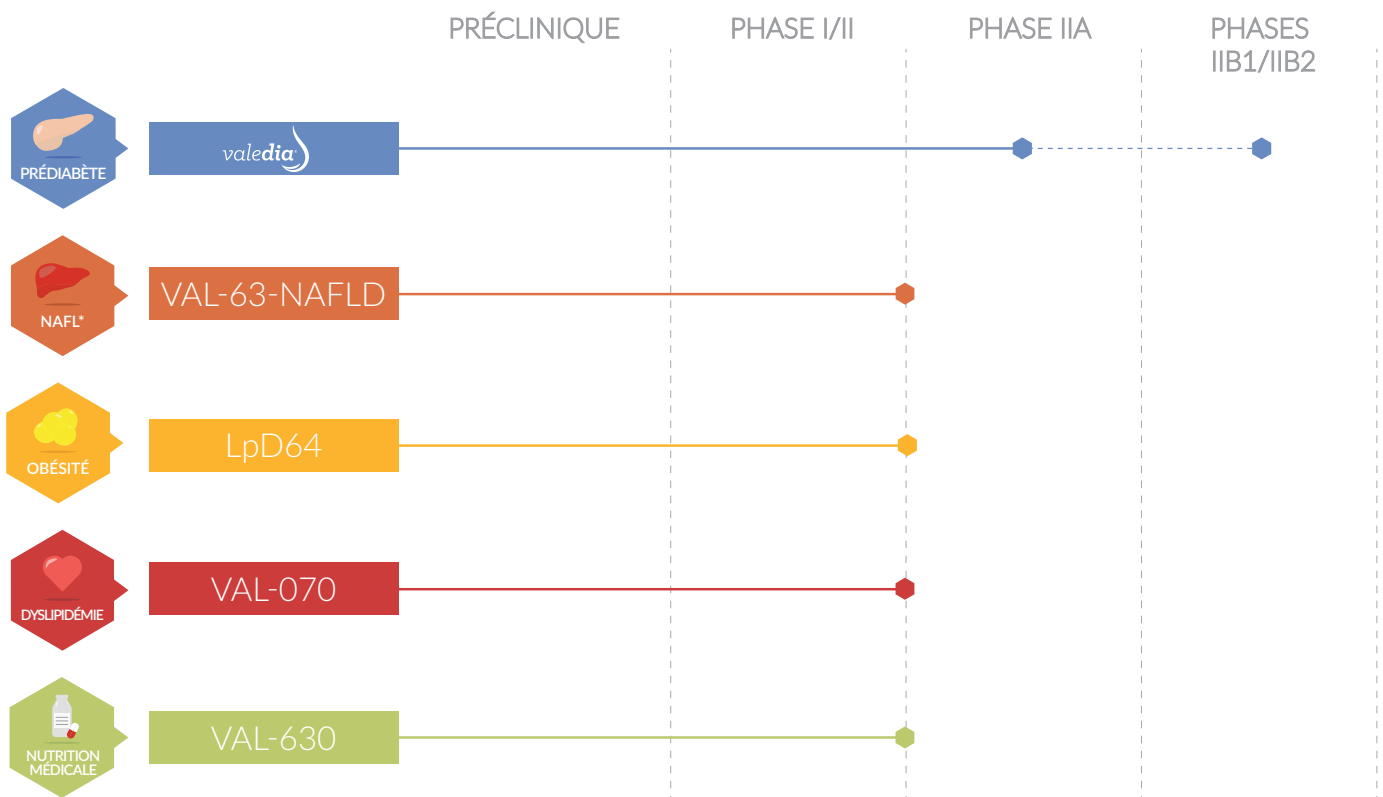 PRÉCLINIQUE
PHASE I/II
PHASE IIA
PHASES
IIB1/IIB2
PRÉDIABÈTE
valedia
NAFL*
VAL-63-NAFLD
OBÉSITÉ
LpD64
DYSLIPIDÉMIE
VAL-070
NUTRITION
MÉDICALE
VAL-630